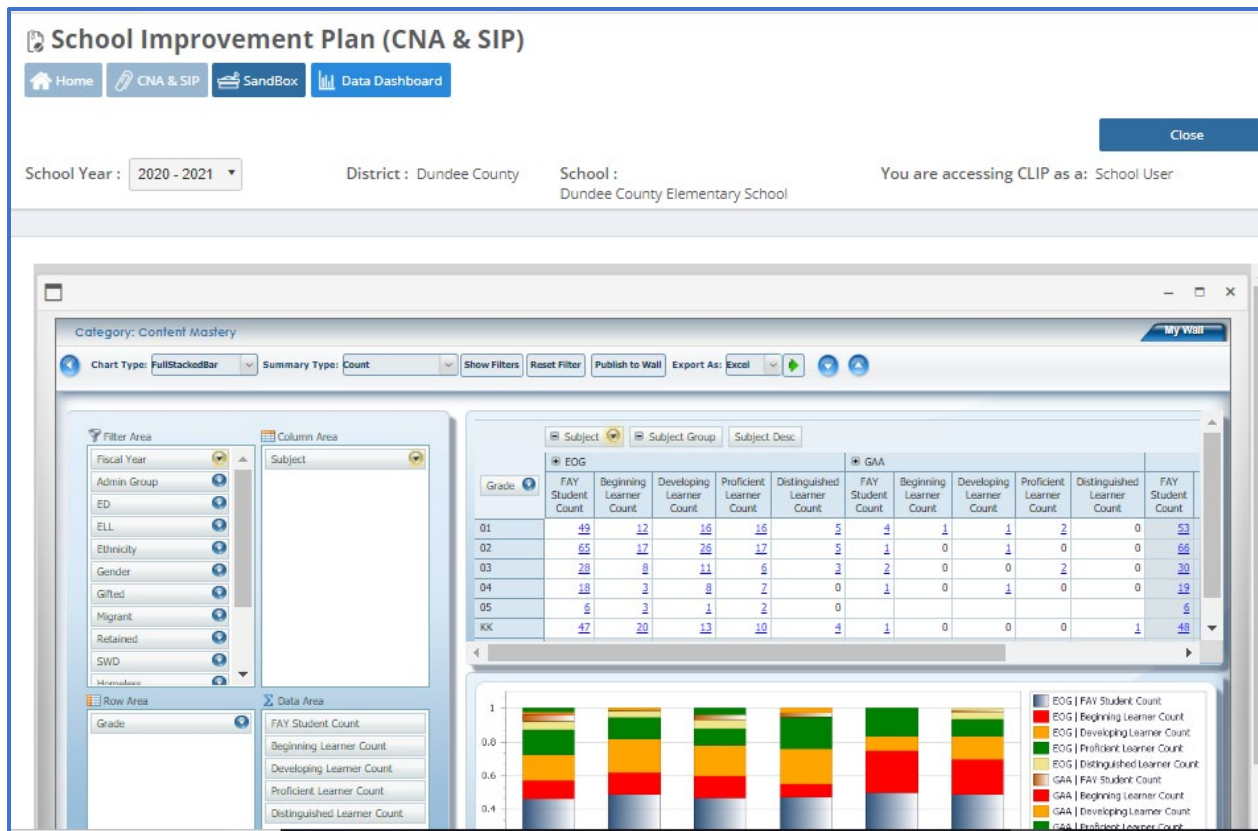 School Improvement Plan (CNA & SIP)
Home CNA & SIP SandBox Data Dashboard
Close
School Year : 2020 - 2021 District : Dundee County School : You are accessing CLIP as a: School User
Dundee County Elementary School
Category: Content Mastery My Wall
Chart Type: FullStackedBar Summary Type: Count Show Filters Reset Filter Publish to Wall Export As: Excel
Filter Area
Fiscal Year
Admin Group
ED
ELL
Ethnicity
Gender
Gifted
Migrant
Retained
SWD
Homeless
Column Area
Subject
Row Area
Grade
Data Area
FAY Student Count
Beginning Learner Count
Developing Learner Count
Proficient Learner Count
Distinguished Learner Count
Subject Subject Group Subject Desc
EOG GAA
Grade FAY Student Count Beginning Learner Count Developing Learner Count Proficient Learner Count Distinguished Learner Count FAY Student Count Beginning Learner Count Developing Learner Count Proficient Learner Count Distinguished Learner Count FAY Student Count
01 49 12 16 16 5 4 1 1 2 0 53
02 65 17 26 17 5 1 0 1 0 0 66
03 28 8 11 6 3 2 0 0 2 0 30
04 18 3 8 7 0 1 0 1 0 0 19
05 6 3 1 2 0 6
KK 47 20 13 10 4 1 0 0 0 1 48
1
0.8
0.6
0.4
EOG | FAY Student Count
EOG | Beginning Learner Count
EOG | Developing Learner Count
EOG | Proficient Learner Count
EOG | Distinguished Learner Count
GAA | FAY Student Count
GAA | Beginning Learner Count
GAA | Developing Learner Count
GAA | Proficient Learner Count